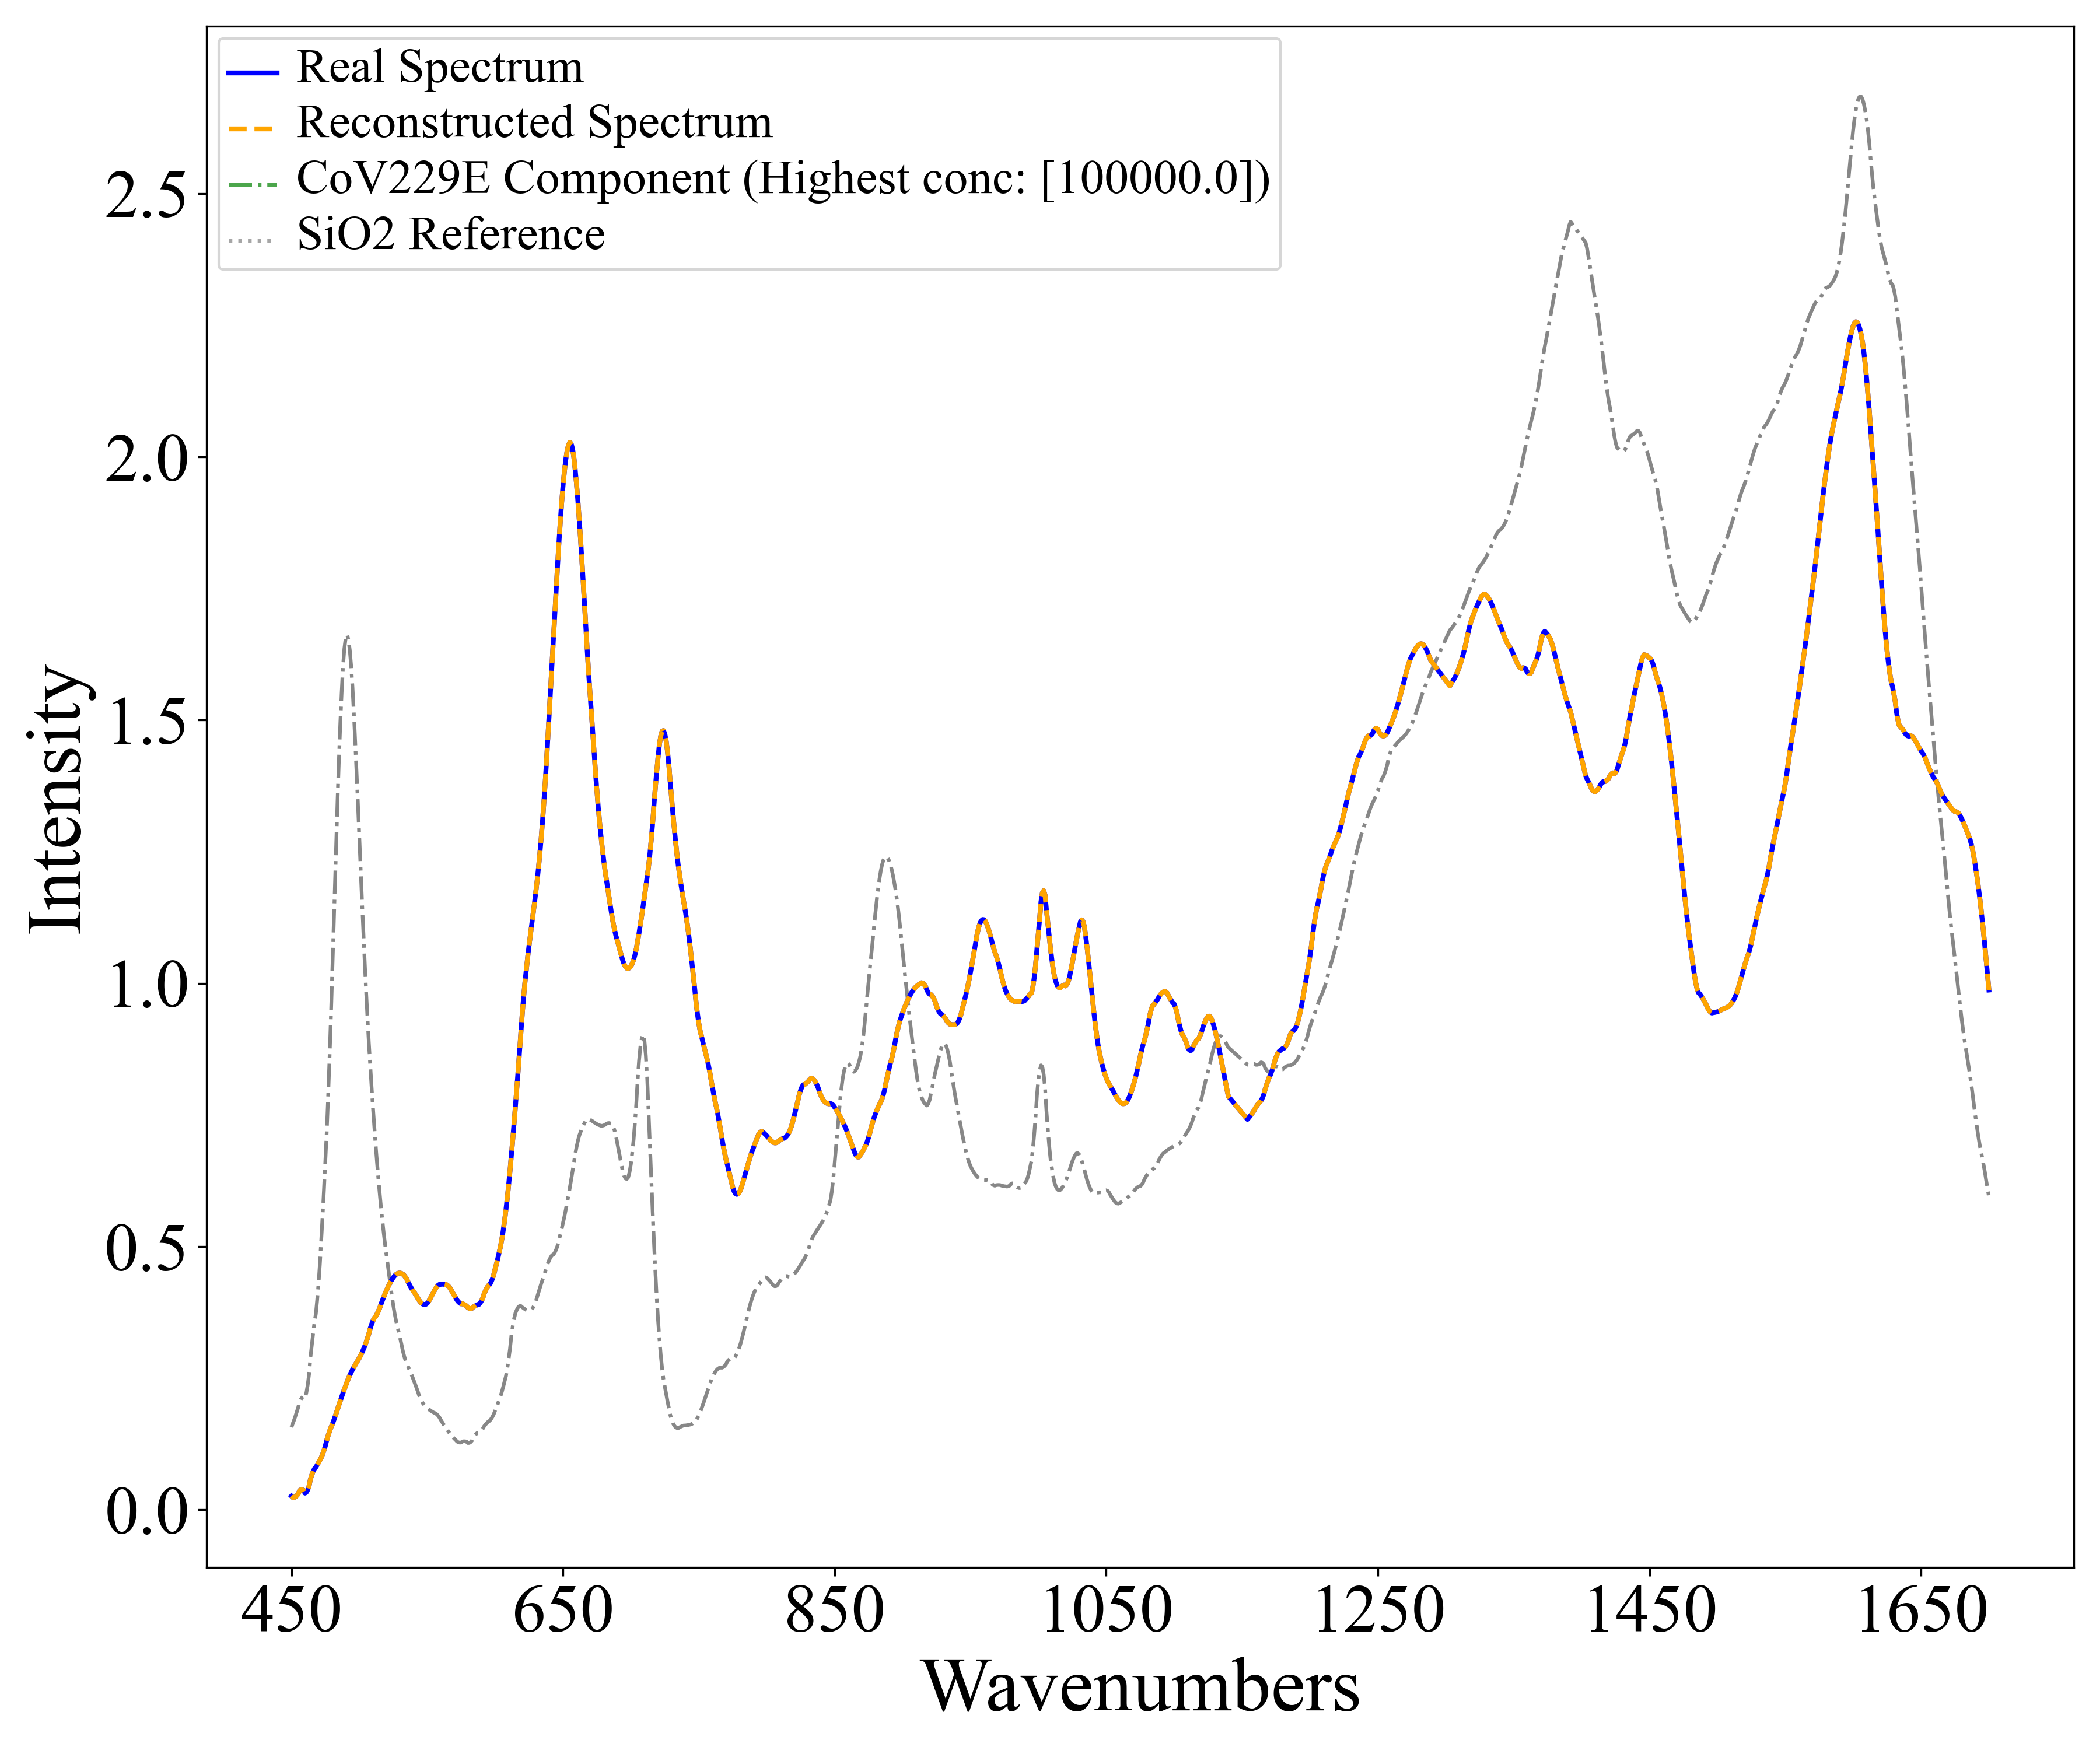 Real Spectrum
Reconstructed Spectrum
CoV229E Component (Highest conc: [100000.0])
SiO2 Reference
Intensity
2.5
2.0
1.5
1.0
0.5
0.0
450 650 850 1050 1250 1450 1650
Wavenumbers